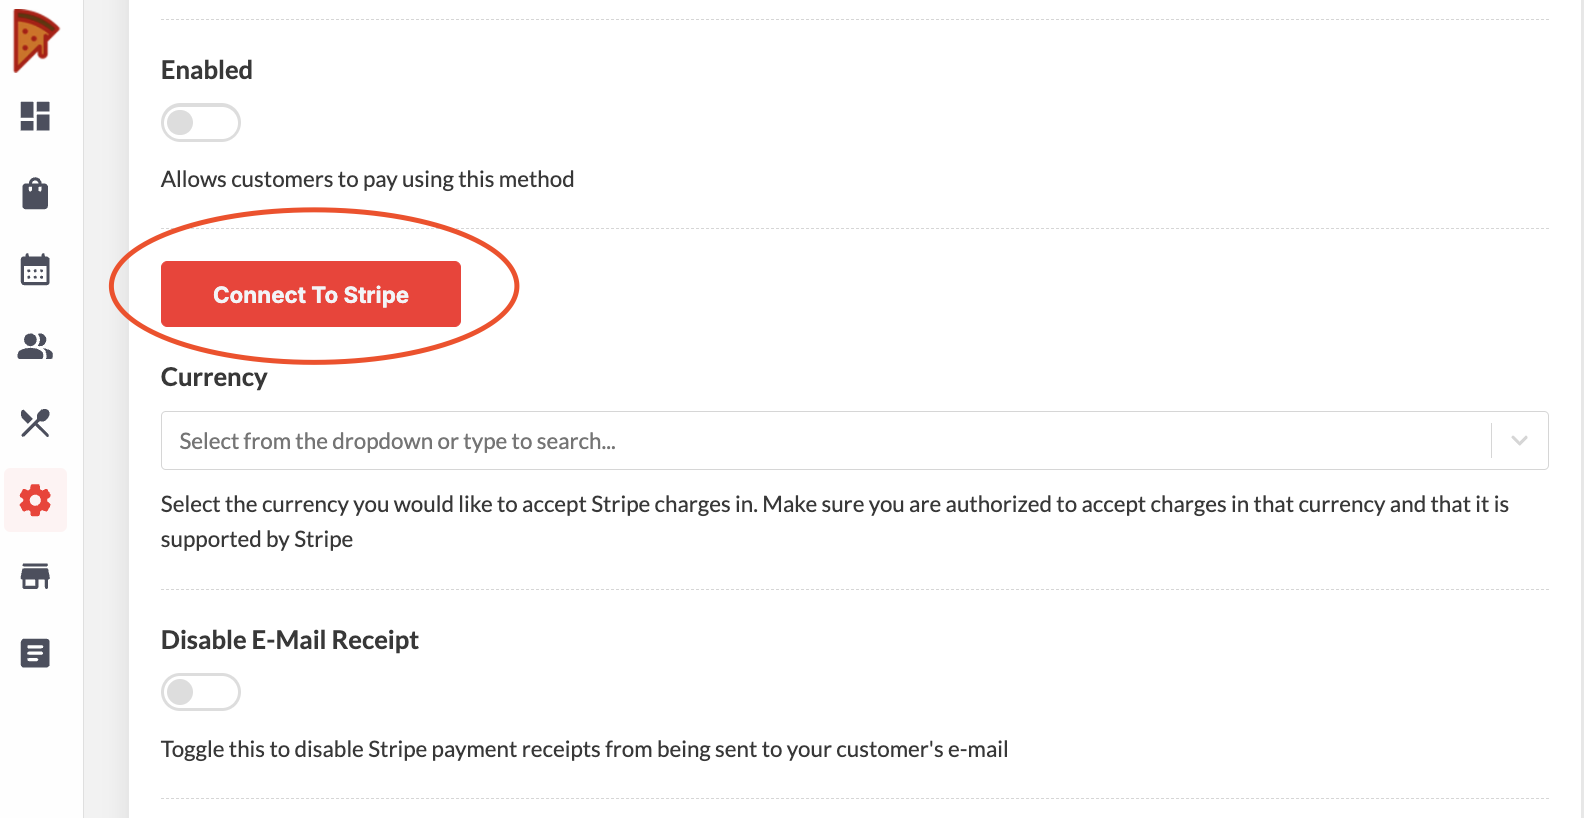 Enabled
Allows customers to pay using this method
Connect To Stripe
Currency
Select from the dropdown or type to search...
Select the currency you would like to accept Stripe charges in. Make sure you are authorized to accept charges in that currency and that it is
supported by Stripe
Disable E-Mail Receipt
Toggle this to disable Stripe payment receipts from being sent to your customer's e-mail